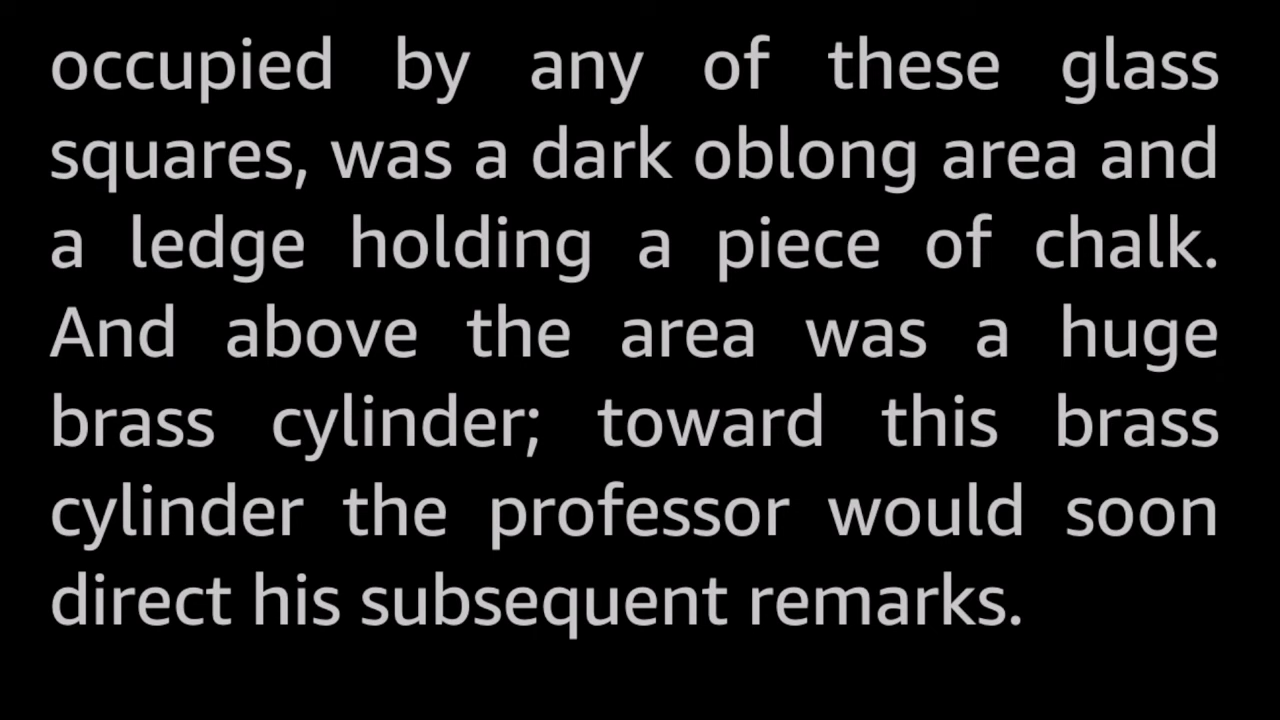 occupied by any of these glass
squares, was a dark oblong area and
a ledge holding a piece of chalk.
And above the area was a huge
brass cylinder; toward this brass
cylinder the professor would soon
direct his subsequent remarks.